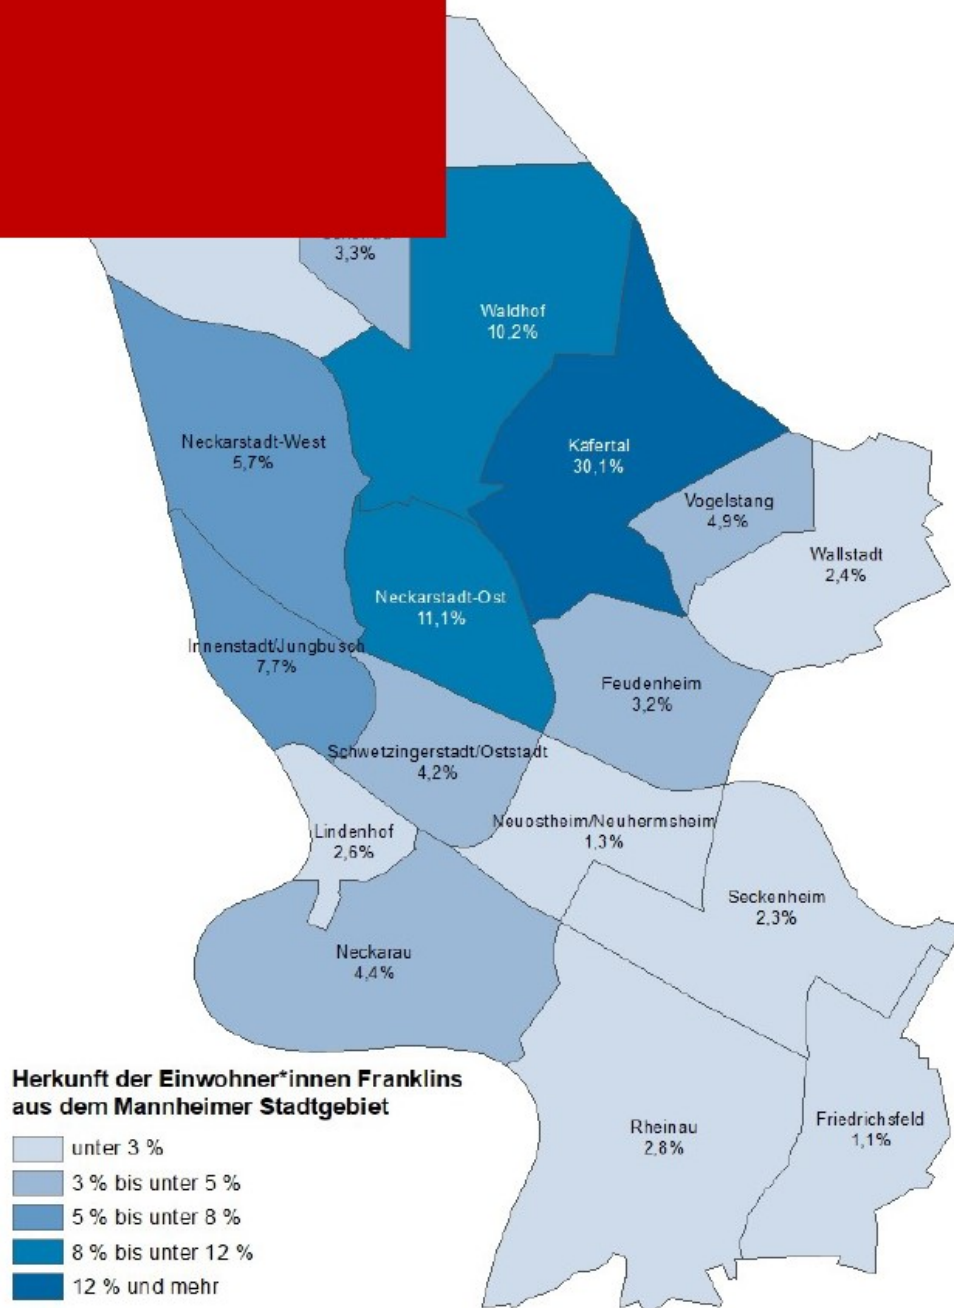 3,3%
Waldhof
10,2%
Neckarstadt-West
5,7%
Käfertal
30,1%
Vogelstang
4,9%
Wallstadt
2,4%
Neckarstadt-Ost
11,1%
Innenstadt/Jungbusch
7,7%
Feudenheim
3,2%
Schwetzingerstadt/Oststadt
4,2%
Neuostheim/Neuhermsheim
1,3%
Lindenhof
2,6%
Seckenheim
2,3%
Neckarau
4,4%
Rheinau
2,8%
Friedrichsfeld
1,1%
Herkunft der Einwohner*innen Franklins
aus dem Mannheimer Stadtgebiet
unter 3 %
3 % bis unter 5 %
5 % bis unter 8 %
8 % bis unter 12 %
12 % und mehr